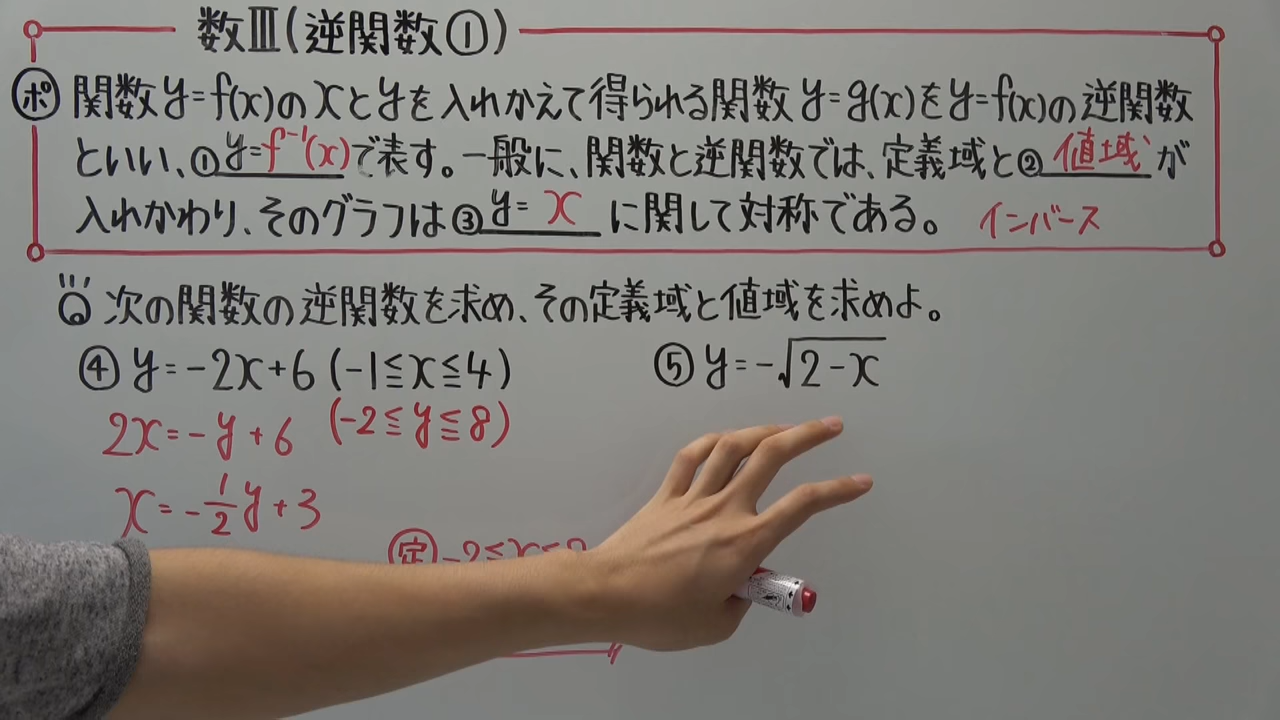 数Ⅲ(逆関数①)
ポ 関数y=f(x)のxとyを入れかえて得られる関数y=g(x)をy=f(x)の逆関数
といい、①y=f⁻¹(x)で表す。一般に、関数と逆関数では、定義域と②値域が
入れかわり、そのグラフは③y=xに関して対称である。 インバース
Q 次の関数の逆関数を求め、その定義域と値域を求めよ。
④ y=-2x+6 (-1≦x≦4)
⑤ y=-√2-x
2x=-y+6 (-2≦y≦8)
x=-1/2y+3
定 -2≦x≦8